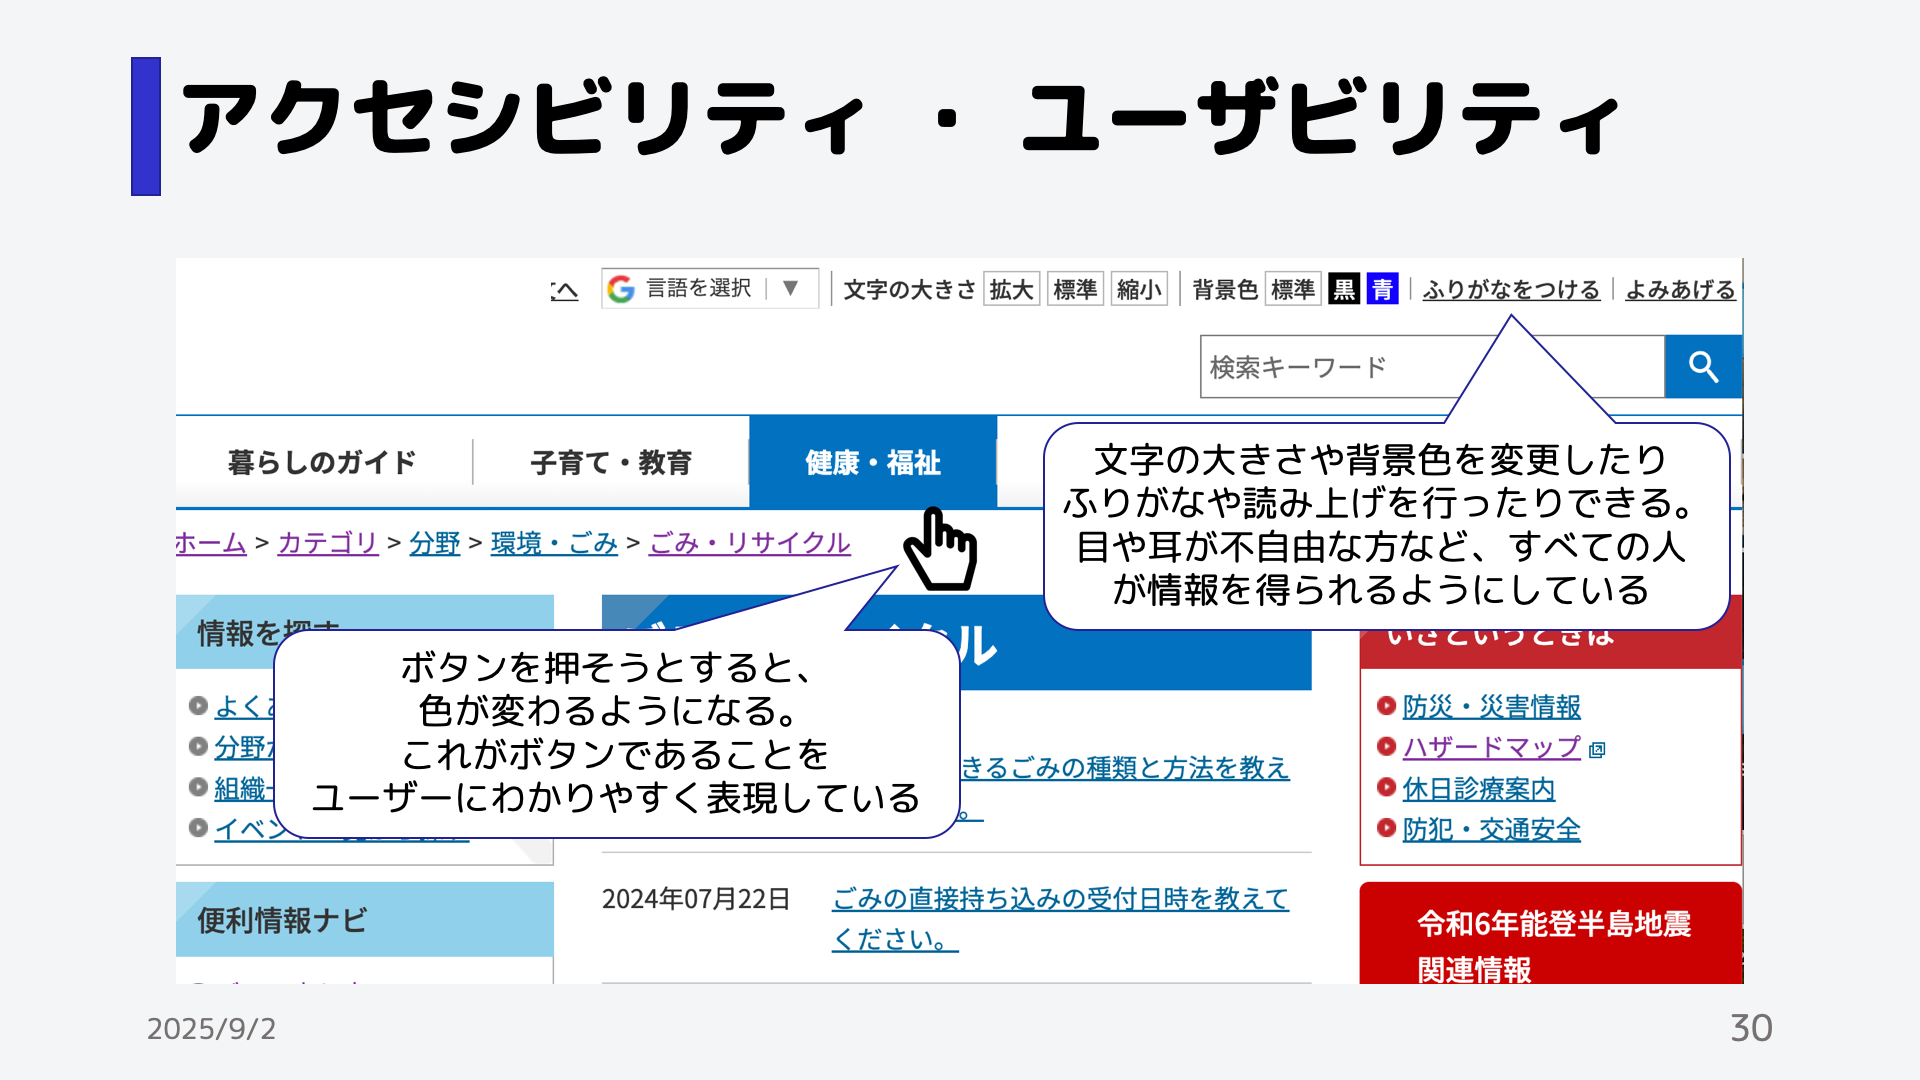 アクセシビリティ ・ ユーザビリティ
へ 言語を選択 ▼ 文字の大きさ 拡大 標準 縮小 背景色 標準 黒 青 ふりがなをつける よみあげる
検索キーワード
暮らしのガイド 子育て・教育 健康・福祉
文字の大きさや背景色を変更したり
ふりがなや読み上げを行ったりできる。
目や耳が不自由な方など、すべての人
が情報を得られるようにしている
ホーム > カテゴリ > 分野 > 環境・ごみ > ごみ・リサイクル
情報を探す
クル
いざというときは
ボタンを押そうとすると、
色が変わるようになる。
これがボタンであることを
ユーザーにわかりやすく表現している
よく
分野
組織
イベン
きるごみの種類と方法を教え
。
防災・災害情報
ハザードマップ
休日診療案内
防犯・交通安全
便利情報ナビ
2024年07月22日 ごみの直接持ち込みの受付日時を教えて
ください。
令和6年能登半島地震
関連情報
2025/9/2
30